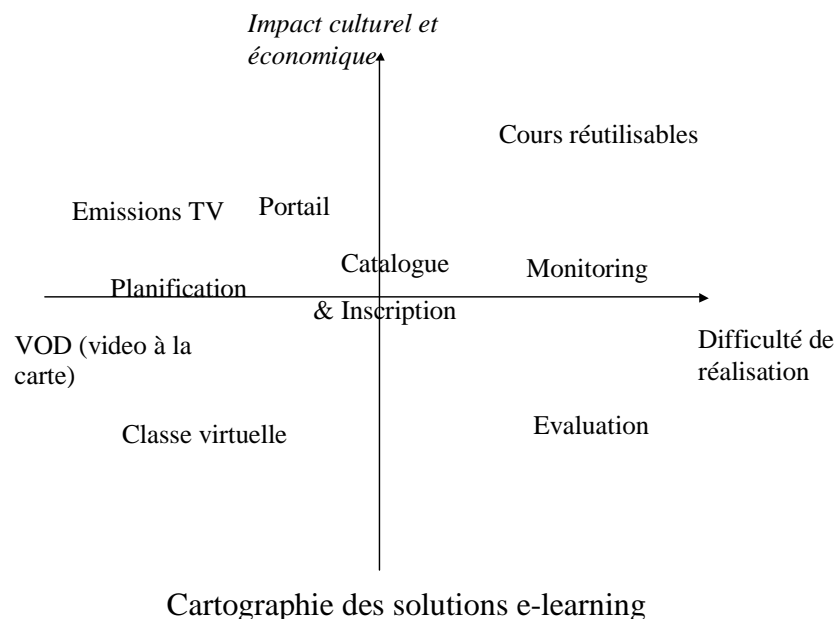 Impact culturel et
économique
Cours réutilisables
Emissions TV
Portail
Catalogue
& Inscription
Monitoring
Planification
VOD (video à la
carte)
Difficulté de
réalisation
Classe virtuelle
Evaluation
Cartographie des solutions e-learning